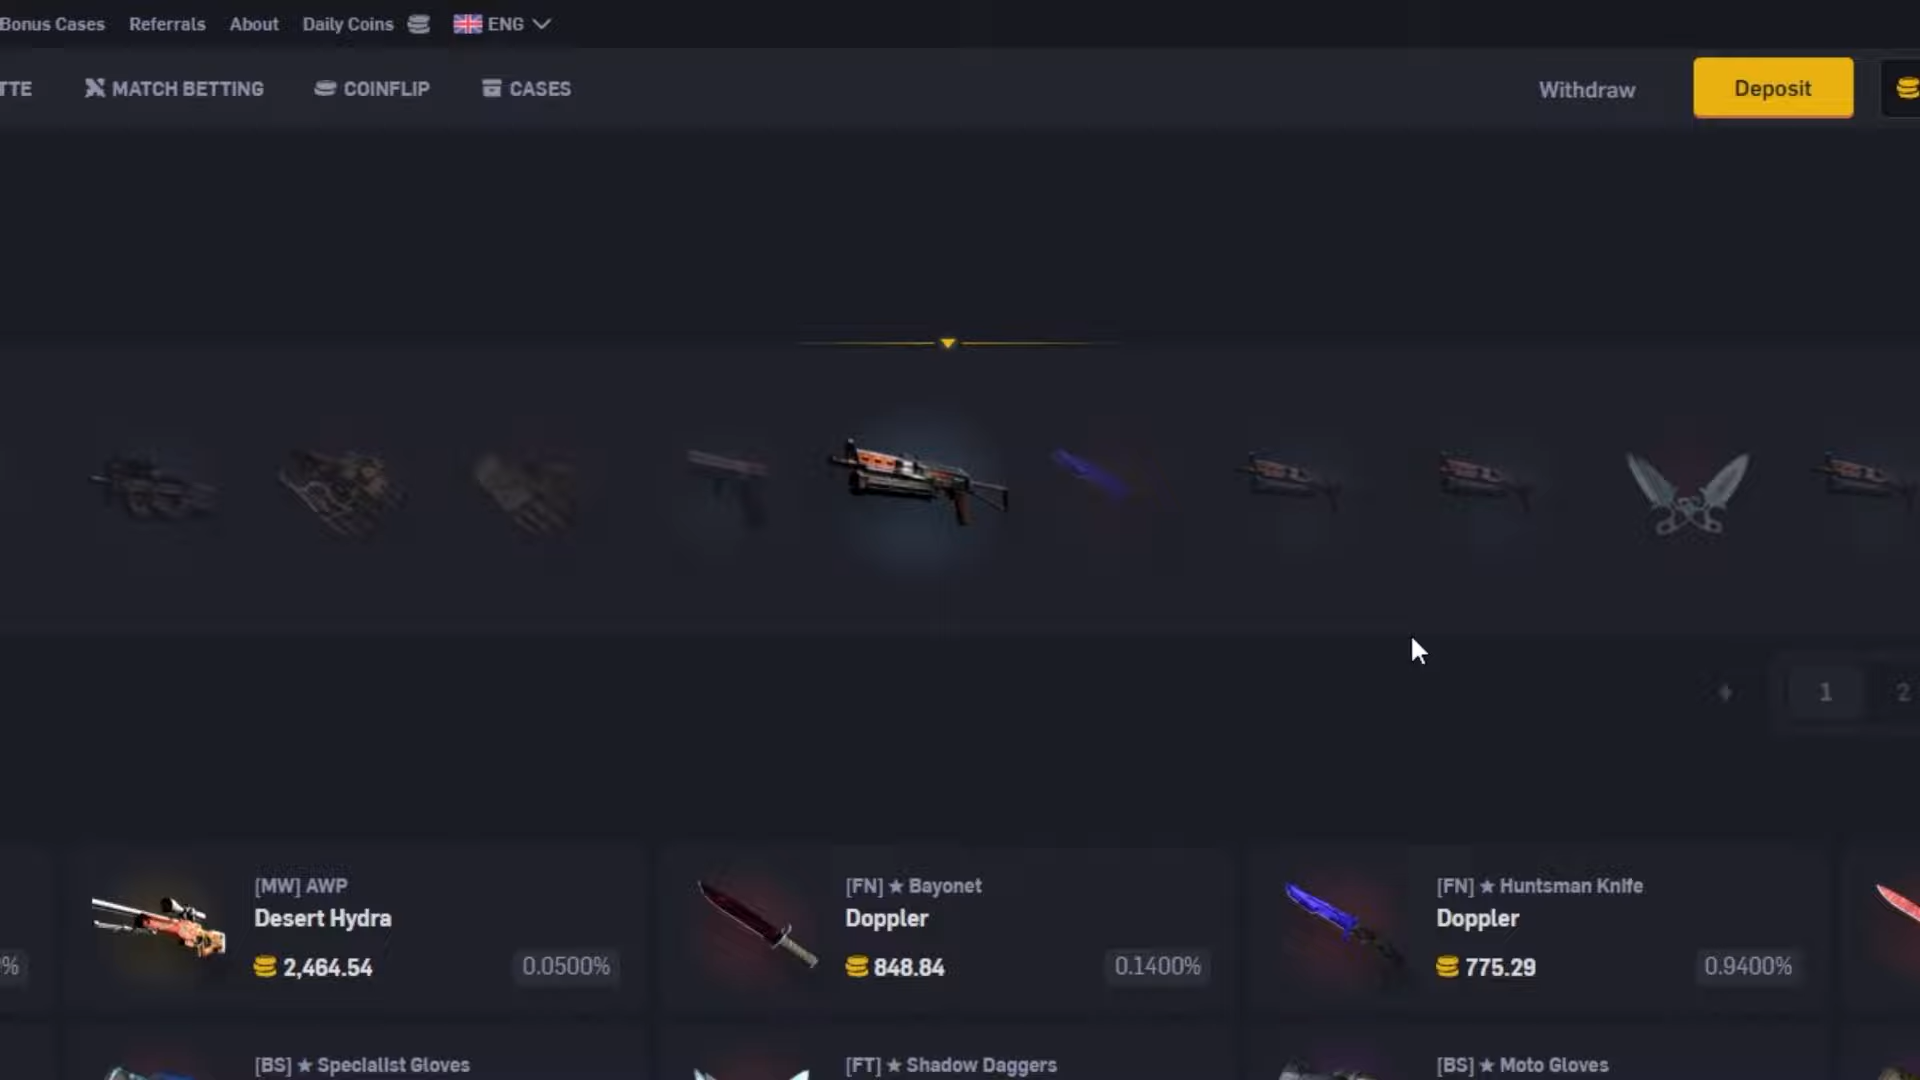 Bonus Cases Referrals About Daily Coins ENG
TTE MATCH BETTING COINFLIP CASES Withdraw Deposit
1 2
[MW] AWP
Desert Hydra
2,464.54 0.0500%
[FN] ★ Bayonet
Doppler
848.84 0.1400%
[FN] ★ Huntsman Knife
Doppler
775.29 0.9400%
%
[BS] ★ Specialist Gloves
[FT] ★ Shadow Daggers
[BS] ★ Moto Gloves